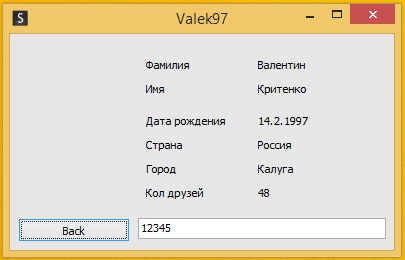 S Valek97
Фамилия Валентин
Имя Критенко
Дата рождения 14.2.1997
Страна Россия
Город Калуга
Кол друзей 48
Back 12345